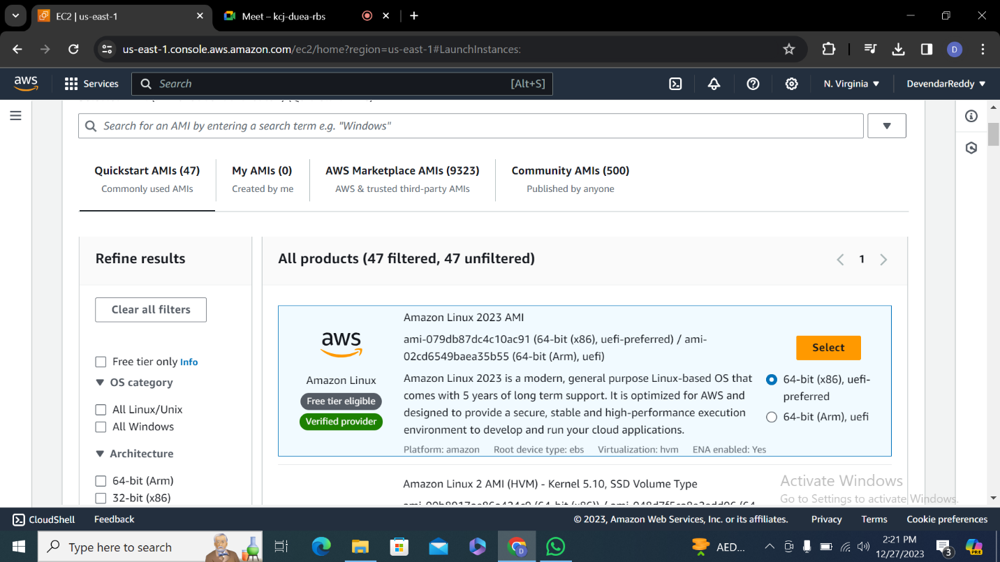 EC2 | us-east-1
Meet – kcj-duea-rbs
us-east-1.console.aws.amazon.com/ec2/home?region=us-east-1#LaunchInstances:
D
aws
Services
Search
[Alt+S]
N. Virginia
DevendarReddy
Search for an AMI by entering a search term e.g. "Windows"
Quickstart AMIs (47)
Commonly used AMIs
My AMIs (0)
Created by me
AWS Marketplace AMIs (9323)
AWS & trusted third-party AMIs
Community AMIs (500)
Published by anyone
Refine results
Clear all filters
Free tier only Info
OS category
All Linux/Unix
All Windows
Architecture
64-bit (Arm)
32-bit (x86)
All products (47 filtered, 47 unfiltered)
1
aws
Amazon Linux
Free tier eligible
Verified provider
Amazon Linux 2023 AMI
ami-079db87dc4c10ac91 (64-bit (x86), uefi-preferred) / ami-
02cd6549baea35b55 (64-bit (Arm), uefi)
Amazon Linux 2023 is a modern, general purpose Linux-based OS that
comes with 5 years of long term support. It is optimized for AWS and
designed to provide a secure, stable and high-performance execution
environment to develop and run your cloud applications.
Platform: amazon Root device type: ebs Virtualization: hvm ENA enabled: Yes
Select
64-bit (x86), uefi-
preferred
64-bit (Arm), uefi
Amazon Linux 2 AMI (HVM) - Kernel 5.10, SSD Volume Type
Activate Windows
Go to Settings to activate Windows.
CloudShell
Feedback
© 2023, Amazon Web Services, Inc. or its affiliates.
Privacy
Terms
Cookie preferences
Type here to search
D
AED...
2:21 PM
12/27/2023
3
PRE